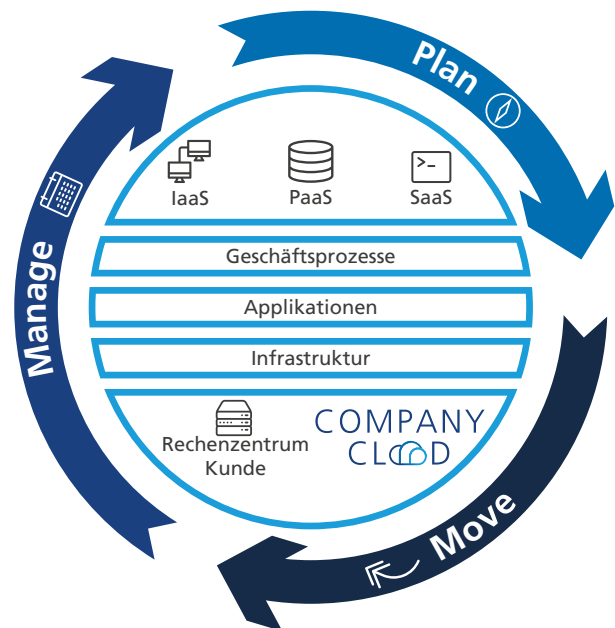 Plan
Manage
IaaS
PaaS
SaaS
Geschäftsprozesse
Applikationen
Infrastruktur
Rechenzentrum
Kunde
COMPANY
CLOUD
Move